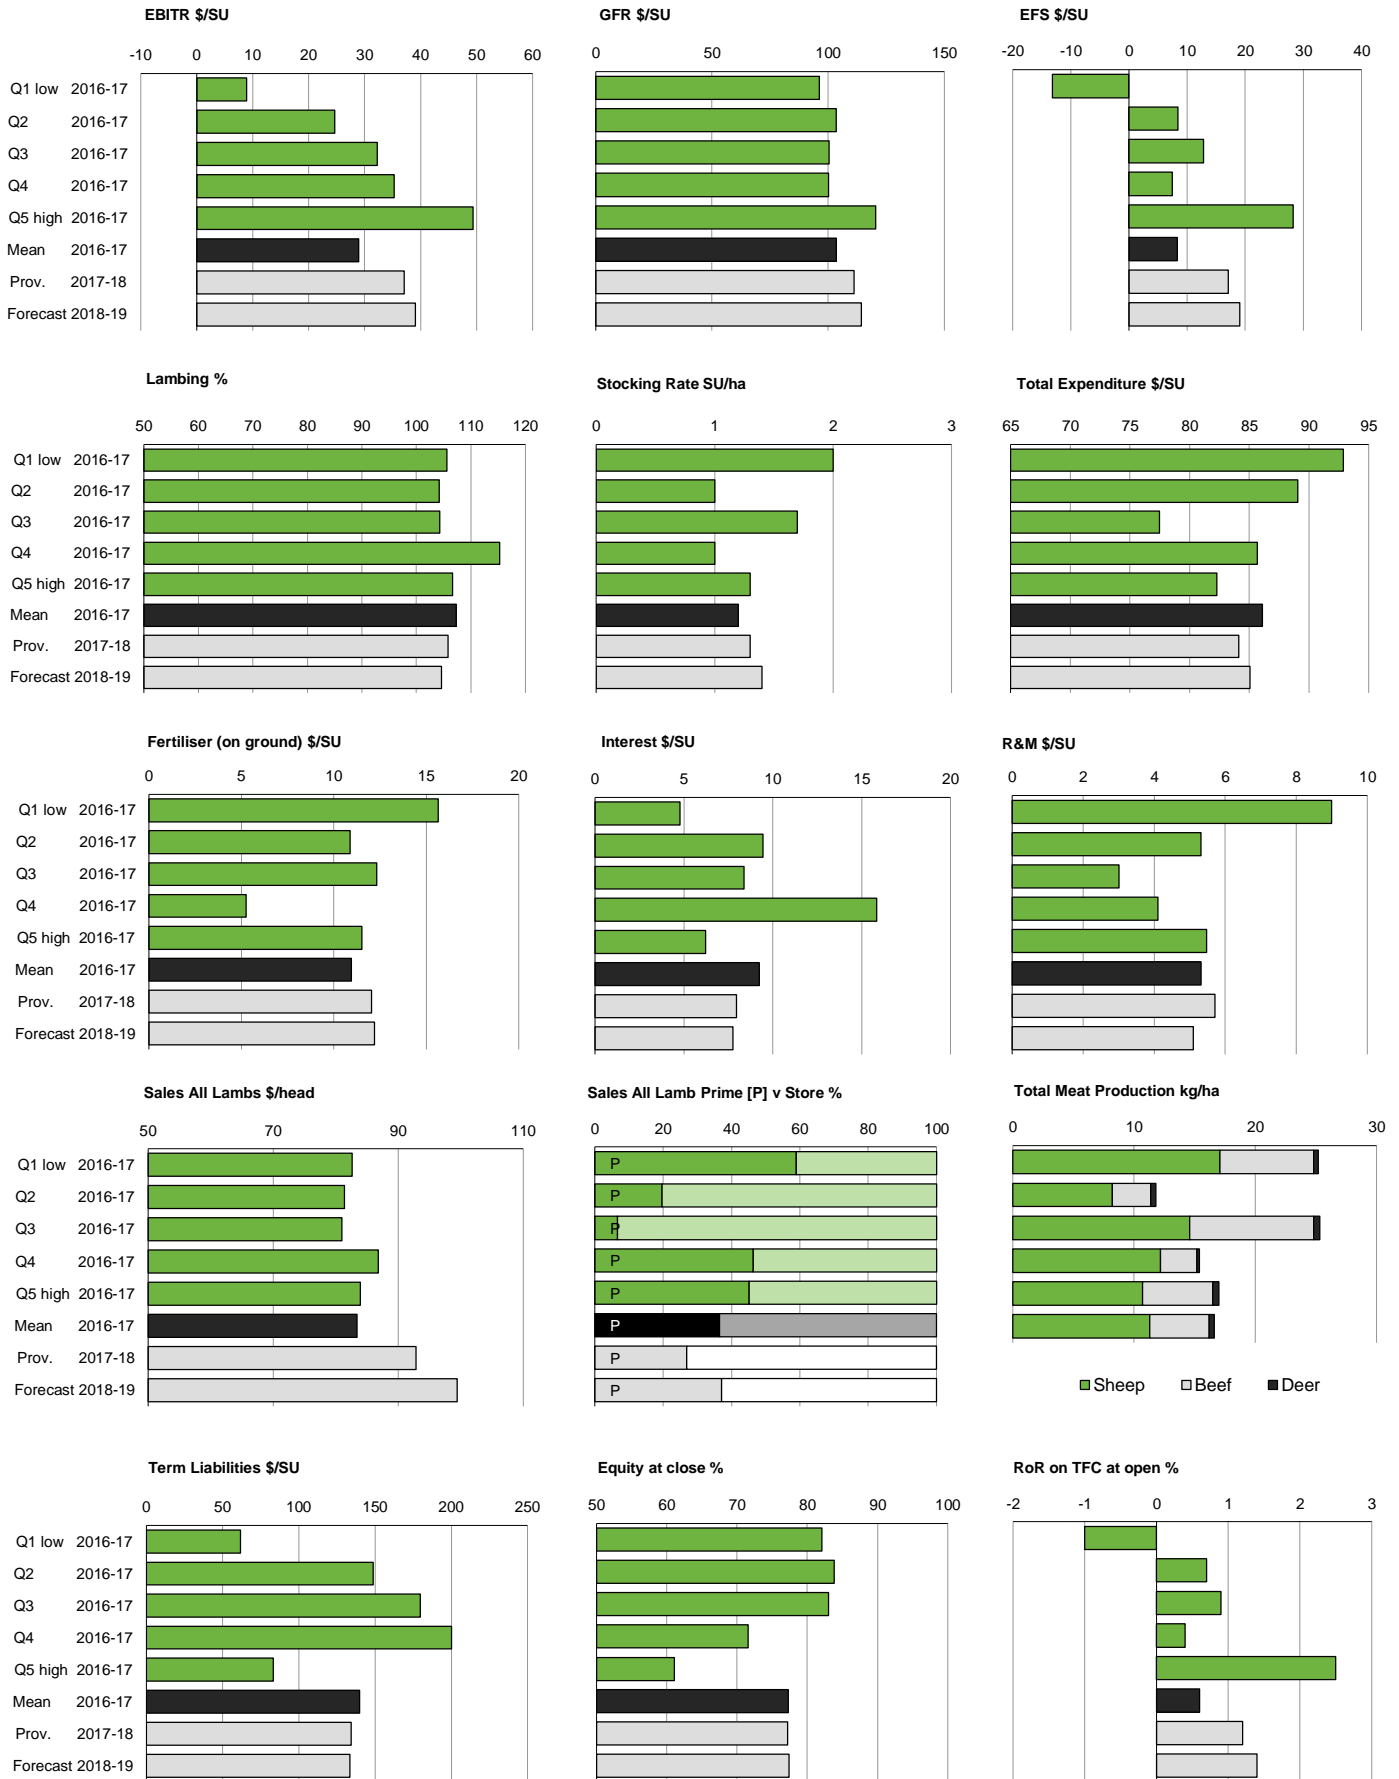 EBITR $/SU GFR $/SU EFS $/SU
-10 0 10 20 30 40 50 60 0 50 100 150 -20 -10 0 10 20 30 40
Q1 low 2016-17
Q2 2016-17
Q3 2016-17
Q4 2016-17
Q5 high 2016-17
Mean 2016-17
Prov. 2017-18
Forecast 2018-19
Lambing % Stocking Rate SU/ha Total Expenditure $/SU
50 60 70 80 90 100 110 120 0 1 2 3 65 70 75 80 85 90 95
Q1 low 2016-17
Q2 2016-17
Q3 2016-17
Q4 2016-17
Q5 high 2016-17
Mean 2016-17
Prov. 2017-18
Forecast 2018-19
Fertiliser (on ground) $/SU Interest $/SU R&M $/SU
0 5 10 15 20 0 5 10 15 20 0 2 4 6 8 10
Q1 low 2016-17
Q2 2016-17
Q3 2016-17
Q4 2016-17
Q5 high 2016-17
Mean 2016-17
Prov. 2017-18
Forecast 2018-19
Sales All Lambs $/head Sales All Lamb Prime [P] v Store % Total Meat Production kg/ha
50 70 90 110 0 20 40 60 80 100 0 10 20 30
Q1 low 2016-17 P
Q2 2016-17 P
Q3 2016-17 P
Q4 2016-17 P
Q5 high 2016-17 P
Mean 2016-17 P
Prov. 2017-18 P
Forecast 2018-19 P
Sheep Beef Deer
Term Liabilities $/SU Equity at close % RoR on TFC at open %
0 50 100 150 200 250 50 60 70 80 90 100 -2 -1 0 1 2 3
Q1 low 2016-17
Q2 2016-17
Q3 2016-17
Q4 2016-17
Q5 high 2016-17
Mean 2016-17
Prov. 2017-18
Forecast 2018-19